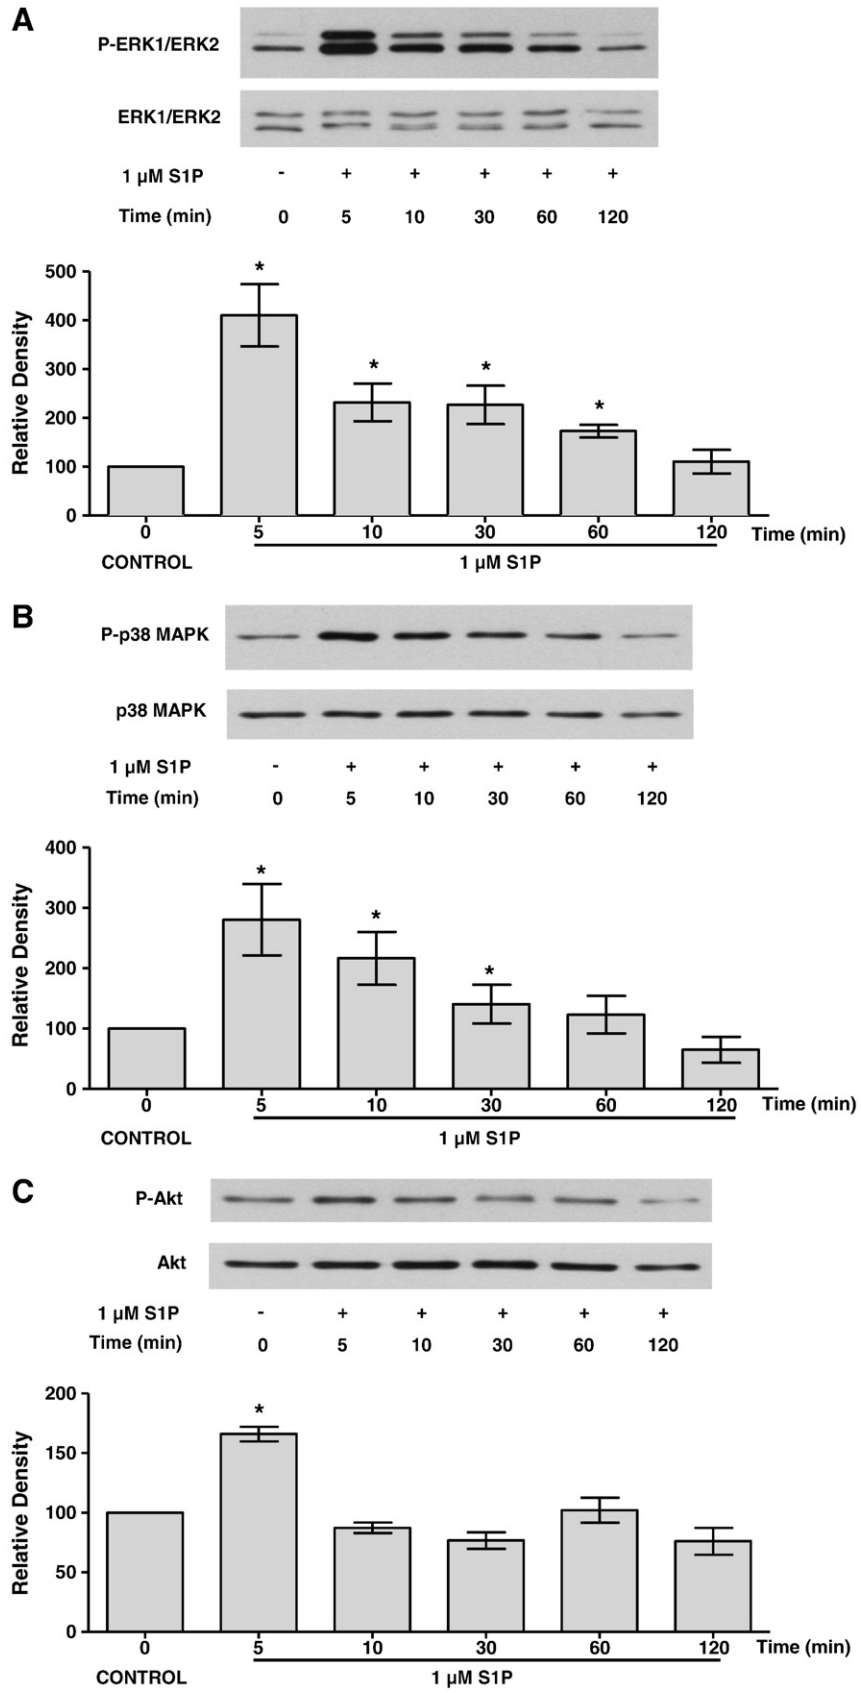 A
P-ERK1/ERK2
ERK1/ERK2
1 µM S1P - + + + + +
Time (min) 0 5 10 30 60 120
Relative Density
500
400
300
200
100
0
* * * *
0 5 10 30 60 120 Time (min)
CONTROL 1 µM S1P
B
P-p38 MAPK
p38 MAPK
1 µM S1P - + + + + +
Time (min) 0 5 10 30 60 120
Relative Density
400
300
200
100
0
* * *
0 5 10 30 60 120 Time (min)
CONTROL 1 µM S1P
C
P-Akt
Akt
1 µM S1P - + + + + +
Time (min) 0 5 10 30 60 120
Relative Density
200
150
100
50
0
*
0 5 10 30 60 120 Time (min)
CONTROL 1 µM S1P